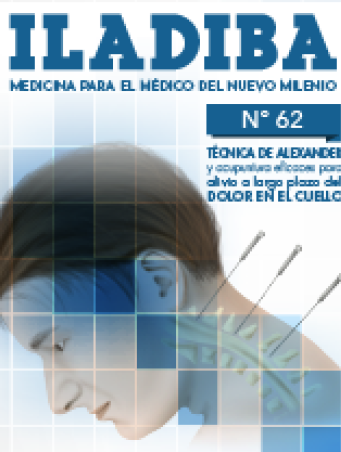 ILADIBA
MEDICINA PARA EL MÉDICO DEL NUEVO MILENIO
N° 62
TÉCNICA DE ALEXANDER
y acupuntura eficaces para
alivio a largo plazo del
DOLOR EN EL CUELLO